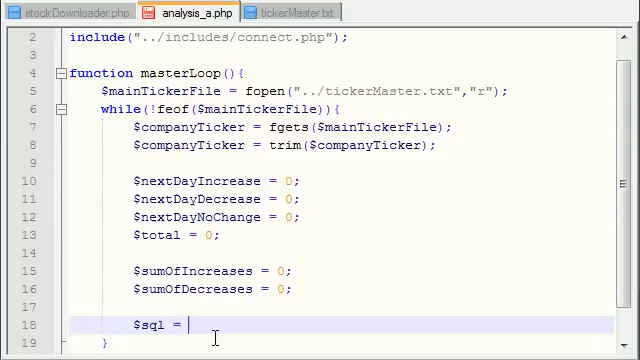 stockDownloader.php analysis_a.php tickerMaster.txt
2 include("../includes/connect.php");
3
4 function masterLoop(){
5 $mainTickerFile = fopen("../tickerMaster.txt","r");
6 while(!feof($mainTickerFile)){
7 $companyTicker = fgets($mainTickerFile);
8 $companyTicker = trim($companyTicker);
9
10 $nextDayIncrease = 0;
11 $nextDayDecrease = 0;
12 $nextDayNoChange = 0;
13 $total = 0;
14
15 $sumOfIncreases = 0;
16 $sumOfDecreases = 0;
17
18 $sql =
19 }